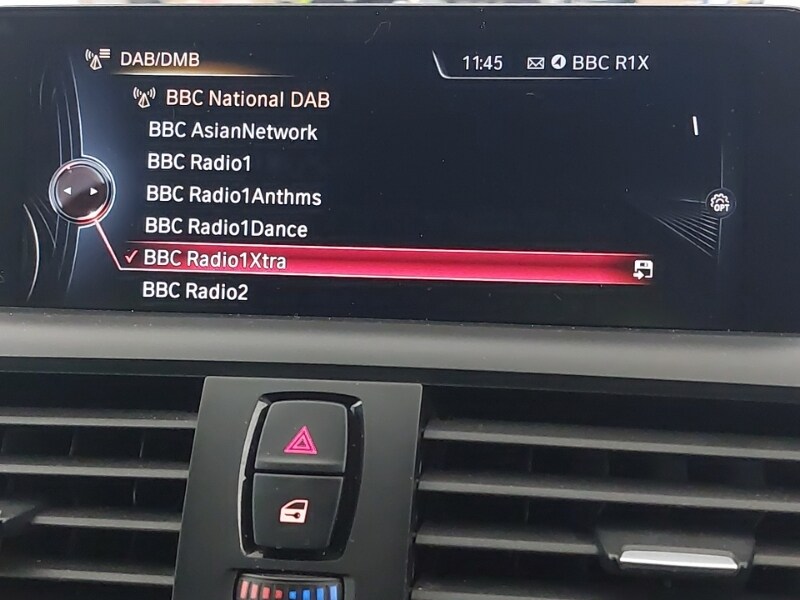 DAB/DMB
11:45 BBC R1X
BBC National DAB
BBC AsianNetwork
BBC Radio1
BBC Radio1Anthms
OPT
BBC Radio1Dance
✓ BBC Radio1Xtra
BBC Radio2